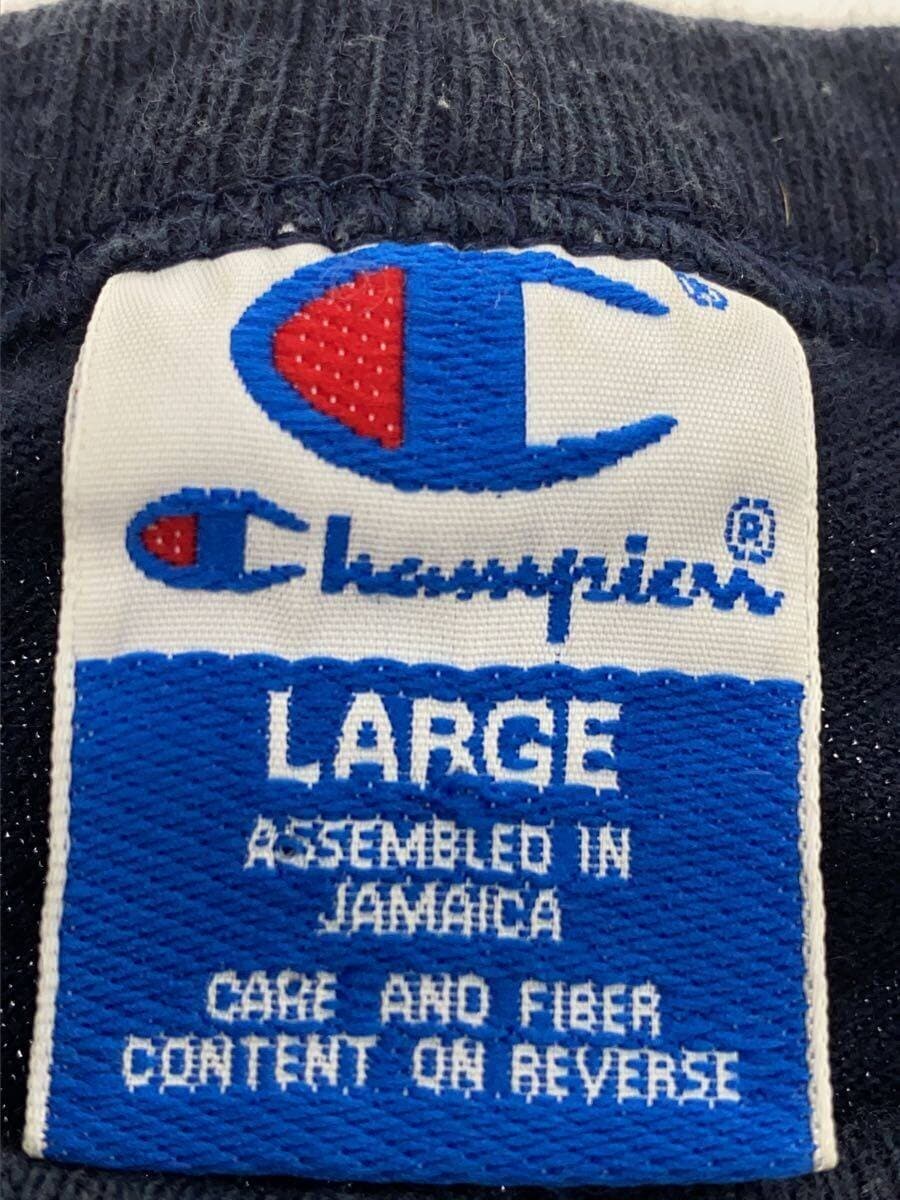 Champion®
LARGE
ASSEMBLED IN
JAMAICA
CARE AND FIBER
CONTENT ON REVERSE